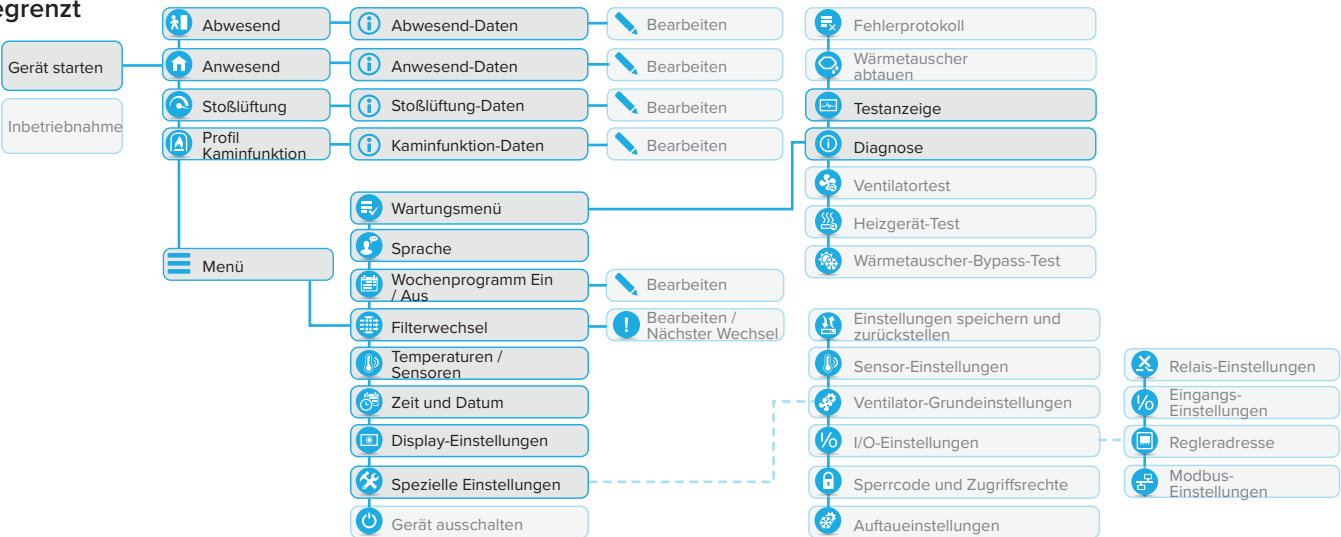 egrenzt
Gerät starten
Inbetriebnahme
Abwesend
Abwesend-Daten
Bearbeiten
Anwesend
Anwesend-Daten
Bearbeiten
Stoßlüftung
Stoßlüftung-Daten
Bearbeiten
Profil
Kaminfunktion
Kaminfunktion-Daten
Bearbeiten
Menü
Wartungsmenü
Sprache
Wochenprogramm Ein
/ Aus
Bearbeiten
Filterwechsel
Bearbeiten /
Nächster Wechsel
Temperaturen /
Sensoren
Zeit und Datum
Display-Einstellungen
Spezielle Einstellungen
Gerät ausschalten
Fehlerprotokoll
Wärmetauscher
abtauen
Testanzeige
Diagnose
Ventilatortest
Heizgerät-Test
Wärmetauscher-Bypass-Test
Einstellungen speichern und
zurückstellen
Sensor-Einstellungen
Ventilator-Grundeinstellungen
I/O
I/O-Einstellungen
Sperrcode und Zugriffsrechte
Auftaueinstellungen
Relais-Einstellungen
I/O
Eingangs-
Einstellungen
Regleradresse
Modbus-
Einstellungen